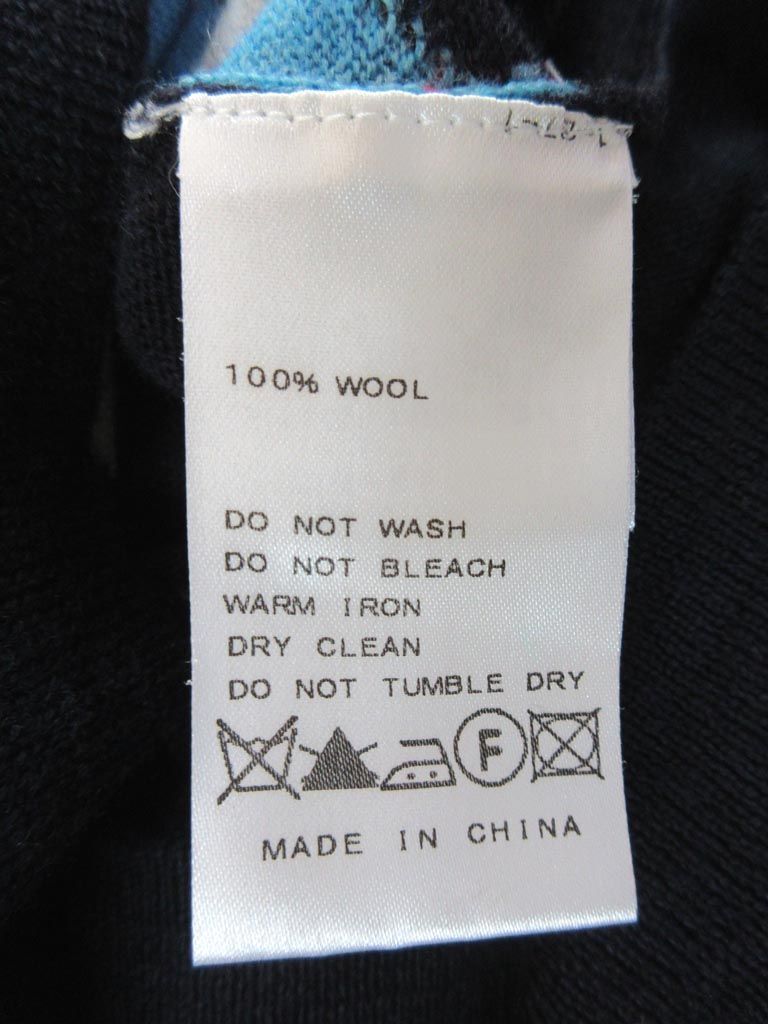 100% WOOL
DO NOT WASH
DO NOT BLEACH
WARM IRON
DRY CLEAN
DO NOT TUMBLE DRY
F
MADE IN CHINA